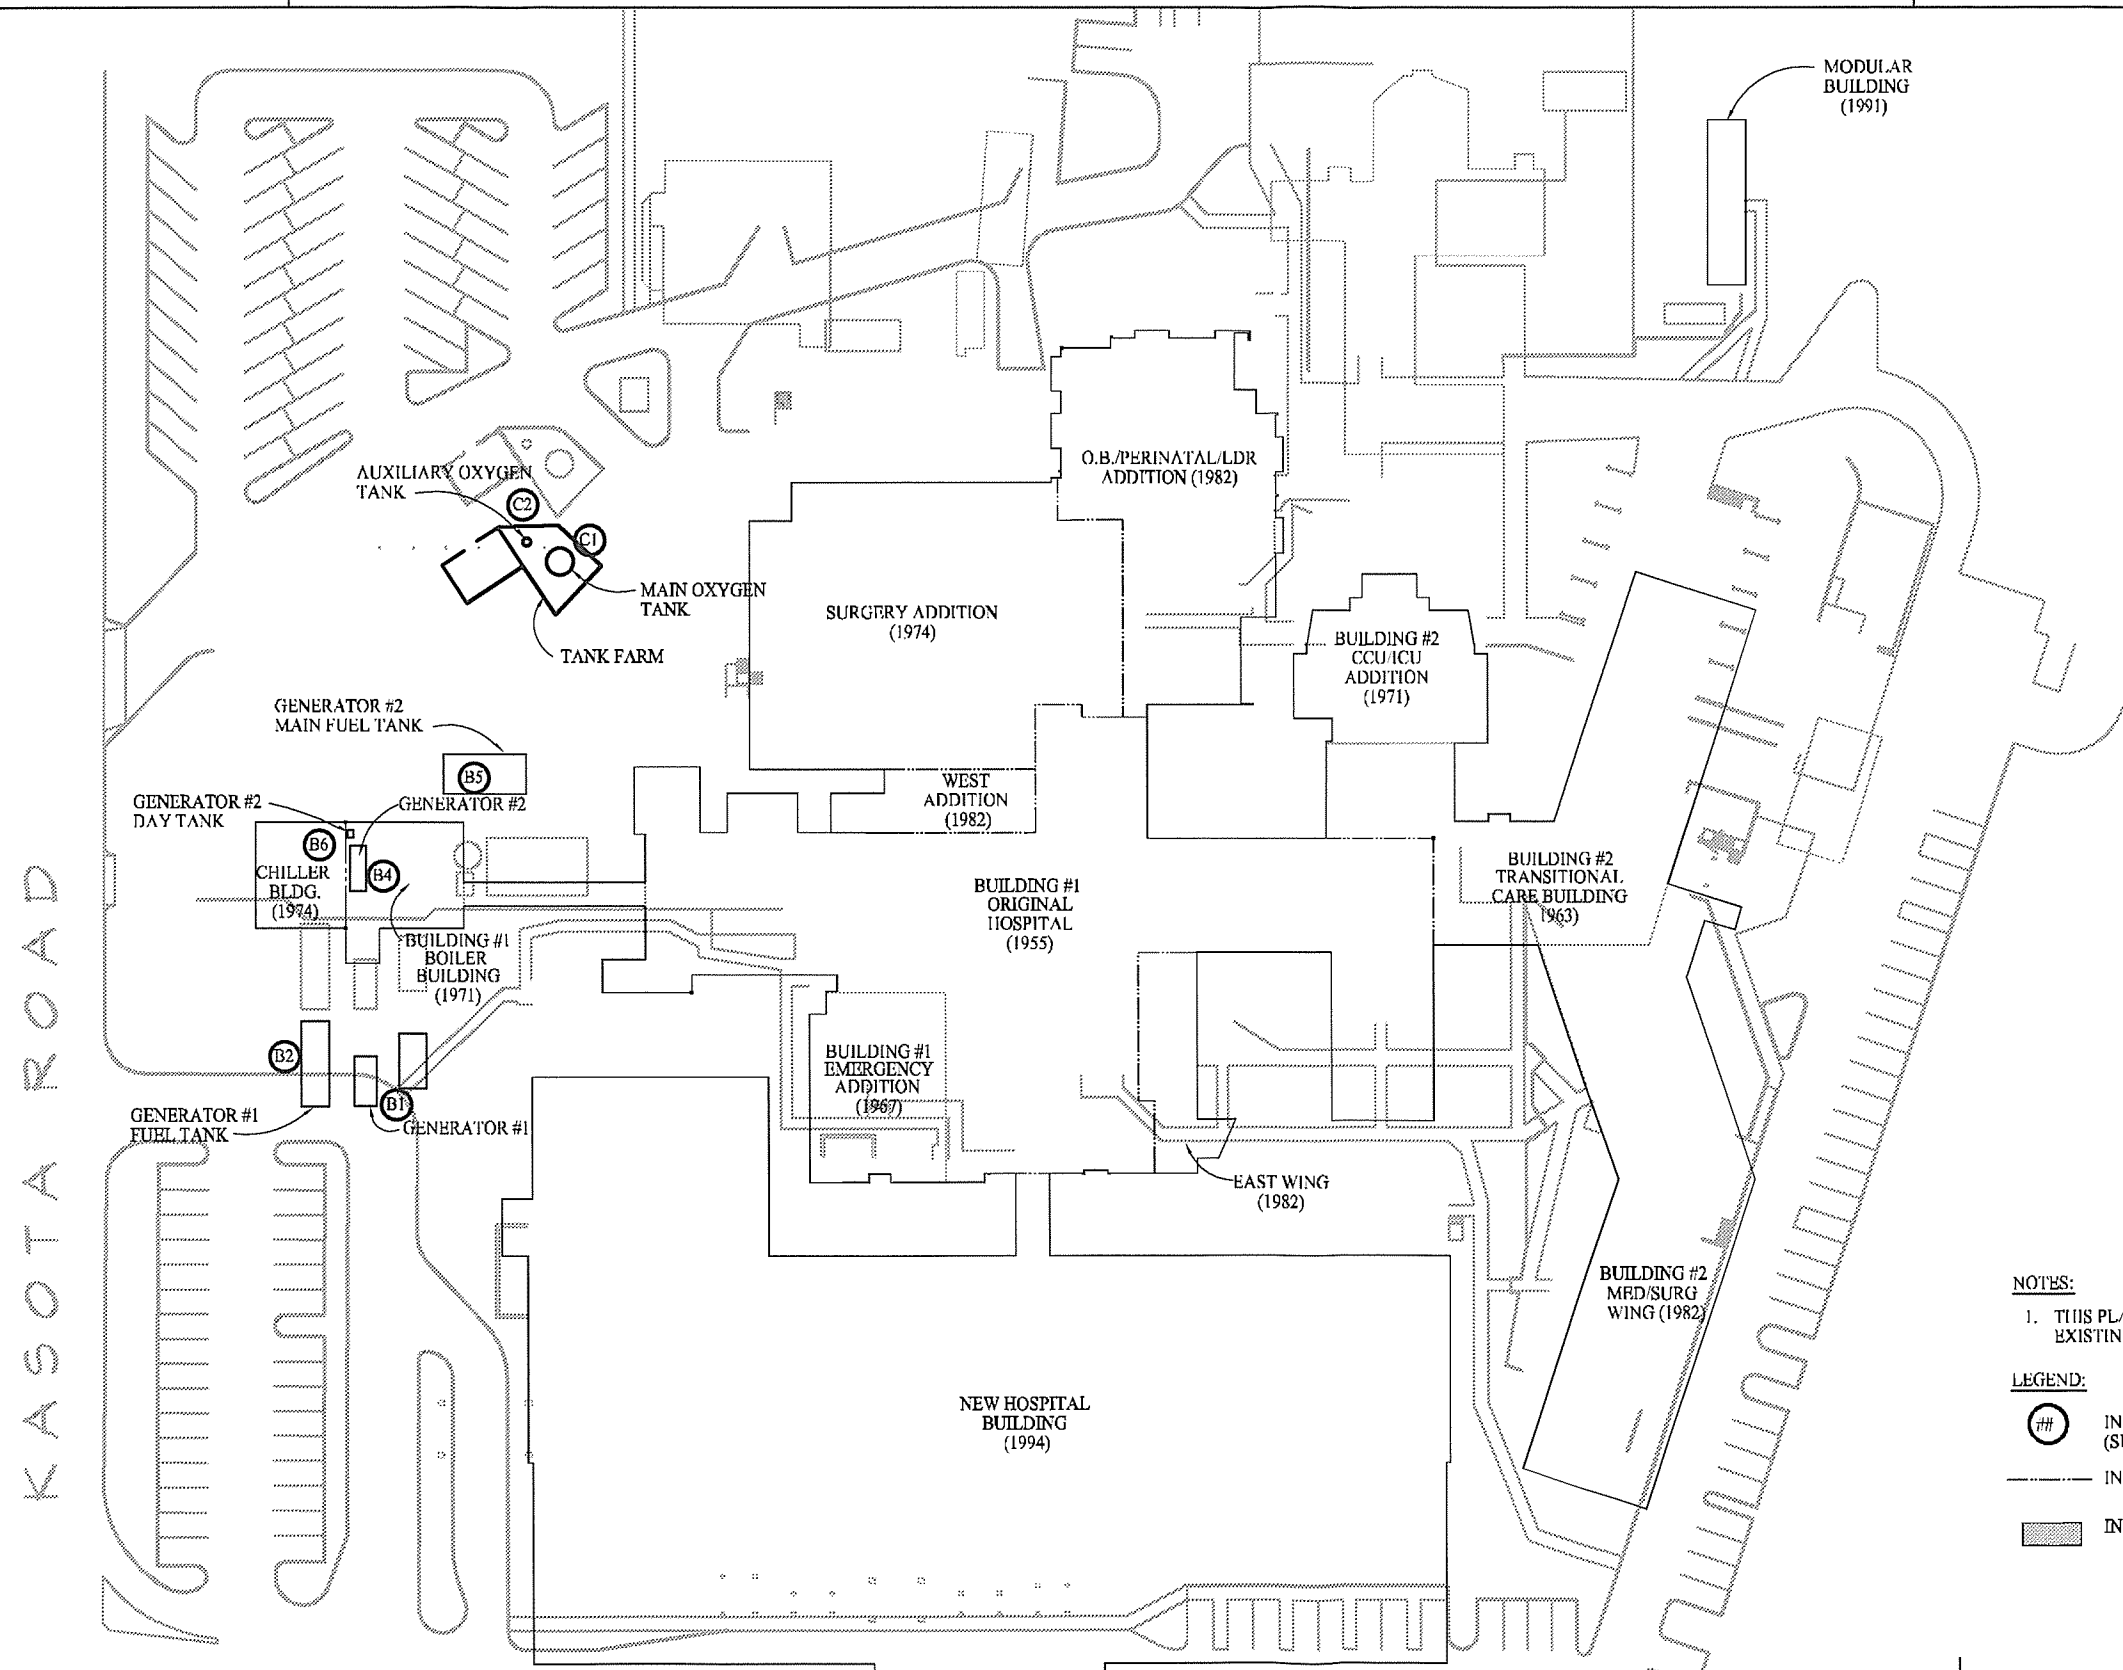 MODULAR
BUILDING
(1991)
AUXILIARY OXYGEN
TANK
C2
C1
MAIN OXYGEN
TANK
TANK FARM
O.B./PERINATAL/LDR
ADDITION (1982)
SURGERY ADDITION
(1974)
BUILDING #2
CCU/ICU
ADDITION
(1971)
GENERATOR #2
MAIN FUEL TANK
B5
GENERATOR #2
DAY TANK
GENERATOR #2
B6
B4
CHILLER
BLDG.
(1974)
WEST
ADDITION
(1982)
BUILDING #1
ORIGINAL
HOSPITAL
(1955)
BUILDING #2
TRANSITIONAL
CARE BUILDING
1963)
BUILDING #1
BOILER
BUILDING
(1971)
KASOTA ROAD
B2
B1
GENERATOR #1
FUEL TANK
GENERATOR #1
BUILDING #1
EMERGENCY
ADDITION
(1967)
EAST WING
(1982)
BUILDING #2
MED/SURG
WING (1982)
NEW HOSPITAL
BUILDING
(1994)
NOTES:
1. THIS PLA
EXISTIN
LEGEND:
## IN
(SU
IN
IN